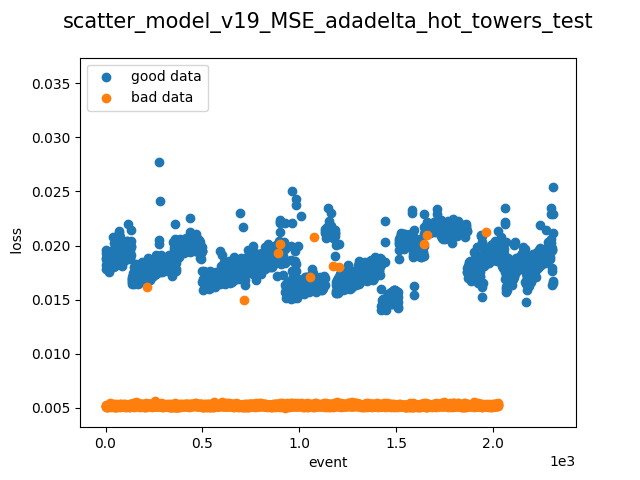 scatter_model_v19_MSE_adadelta_hot_towers_test
good data
bad data
0.035
0.030
0.025
0.020
0.015
0.010
0.005
loss
0.0 0.5 1.0 1.5 2.0
event
1e3